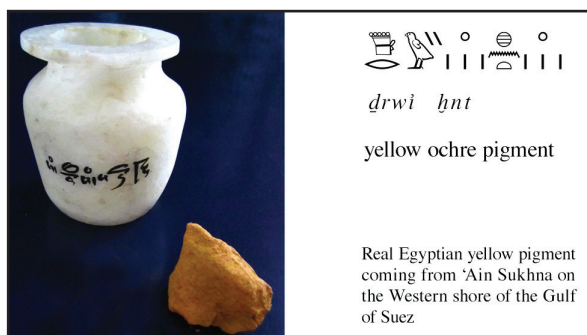 ḏrwỉ ḫnt
yellow ochre pigment
Real Egyptian yellow pigment
coming from ‘Ain Sukhna on
the Western shore of the Gulf
of Suez